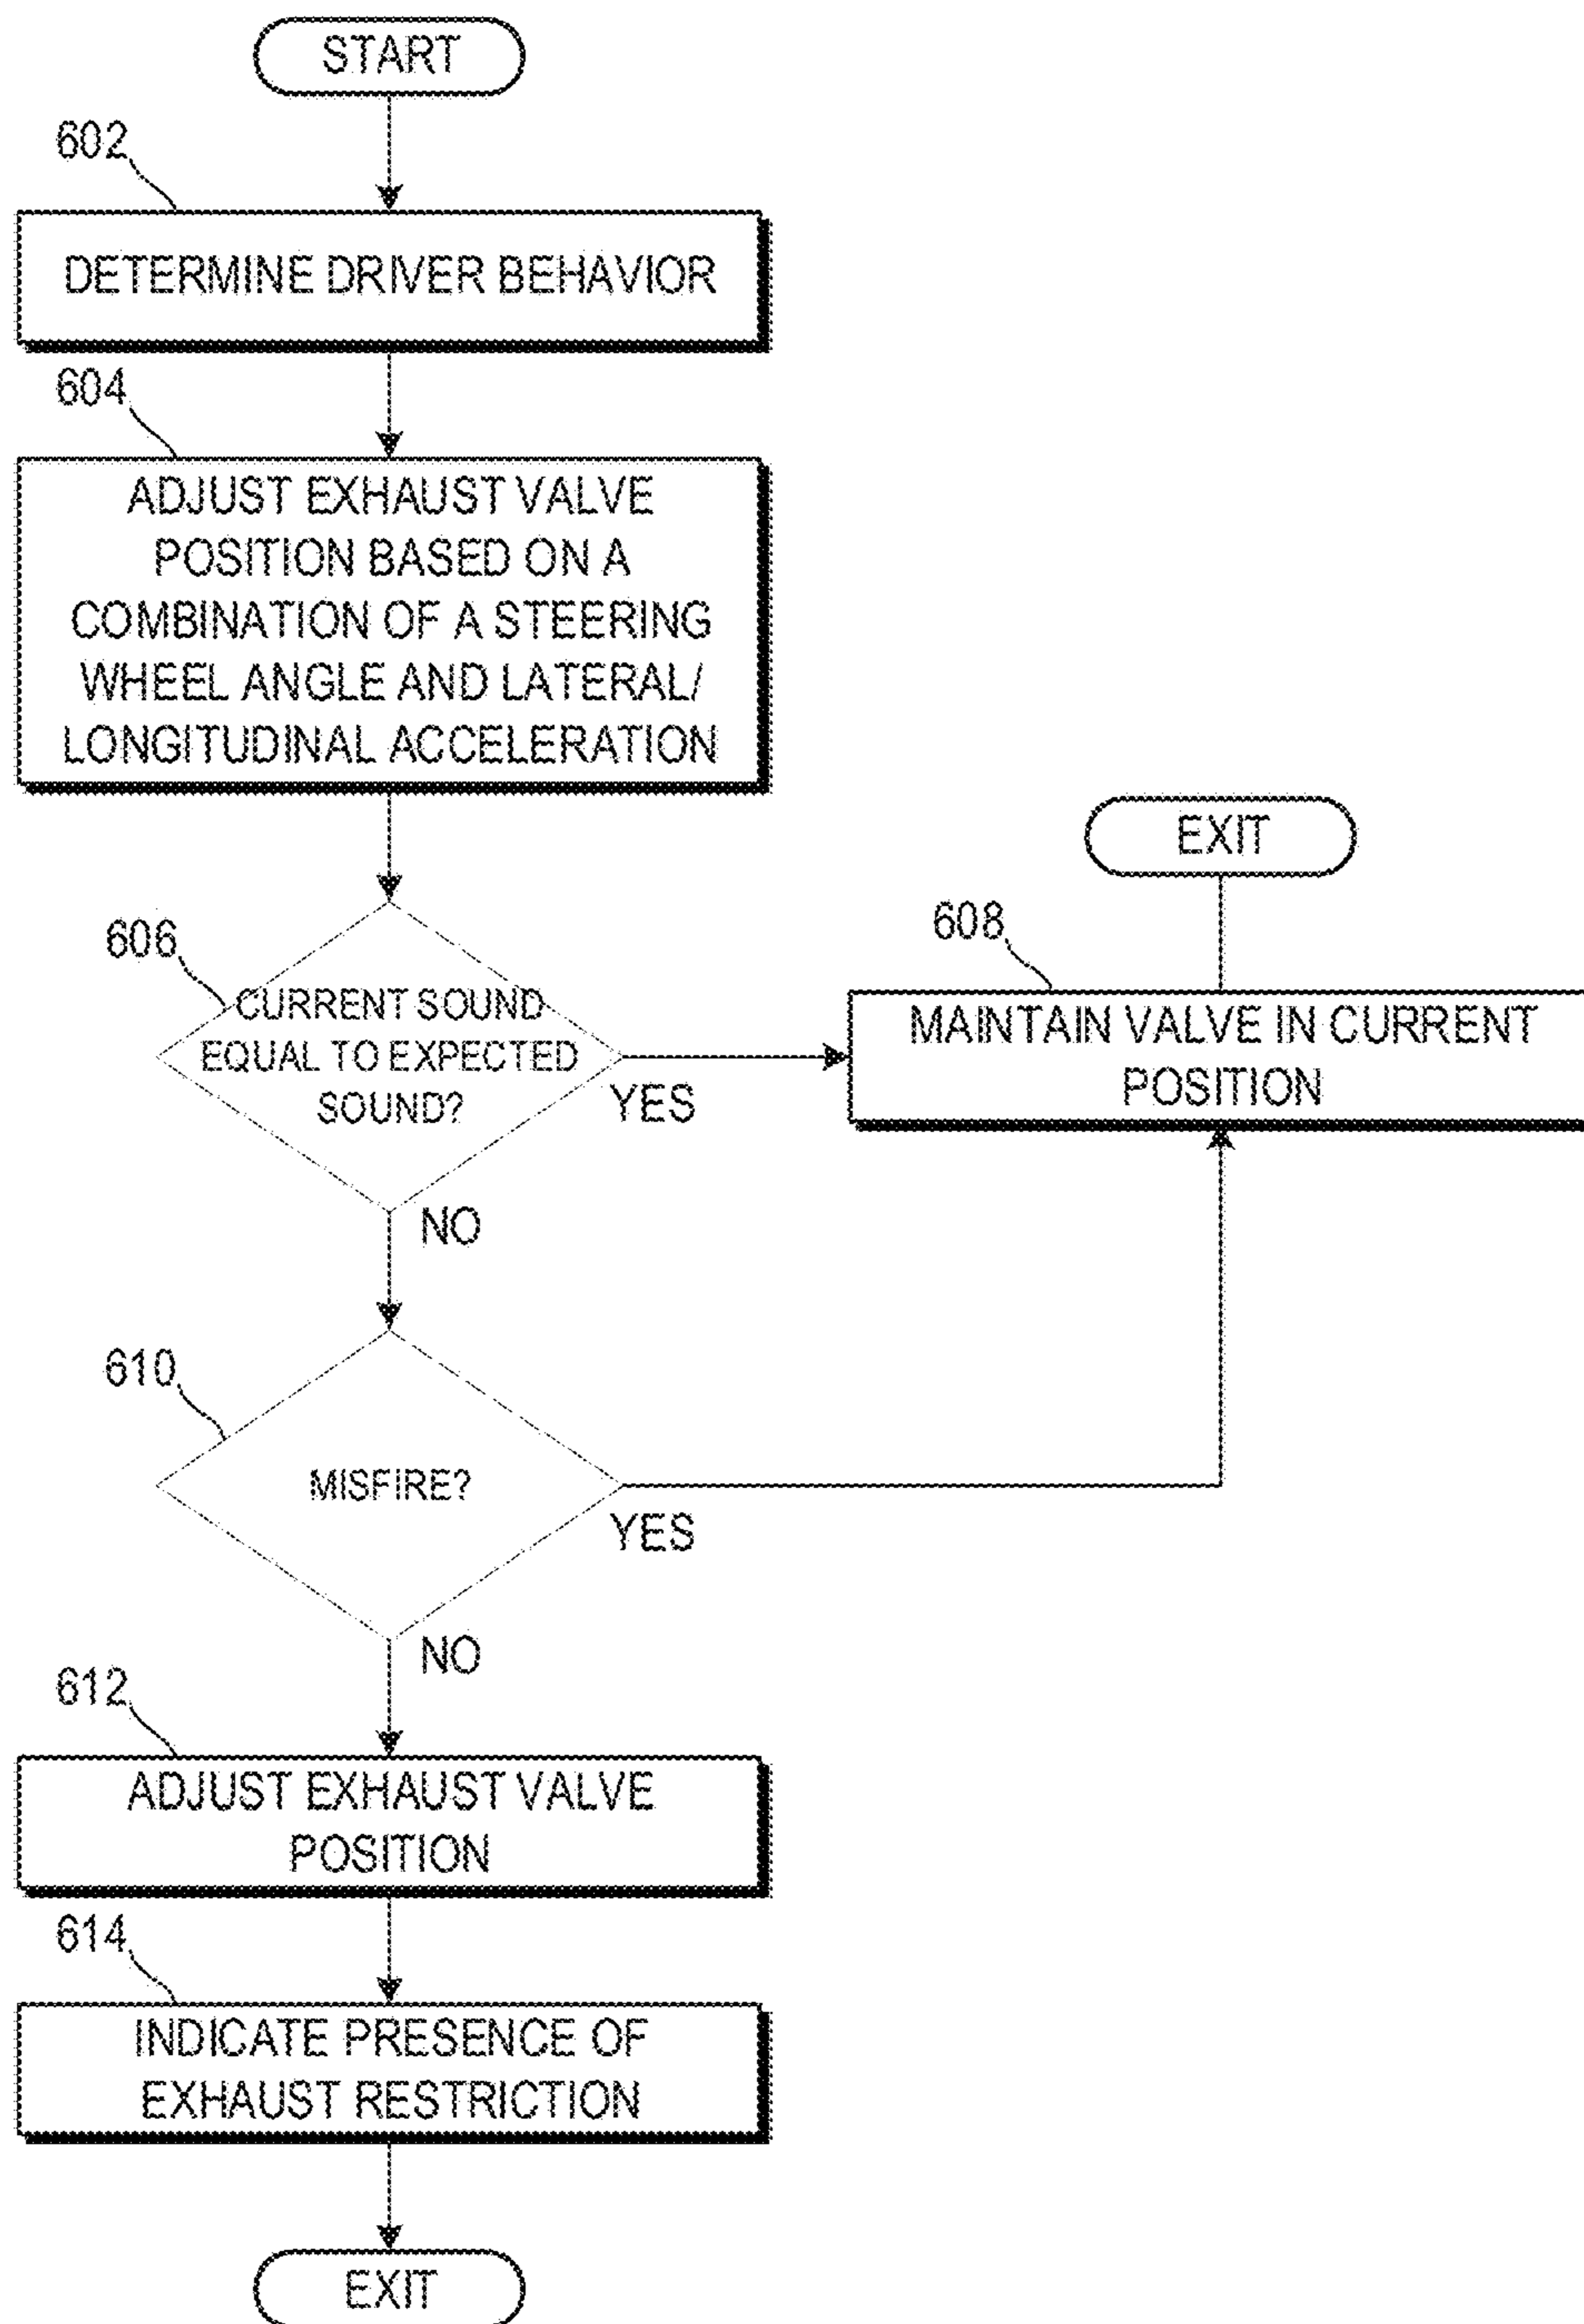 START
602
DETERMINE DRIVER BEHAVIOR
604
ADJUST EXHAUST VALVE
POSITION BASED ON A
COMBINATION OF A STEERING
WHEEL ANGLE AND LATERAL/
LONGITUDINAL ACCELERATION
606
CURRENT SOUND
EQUAL TO EXPECTED
SOUND?
YES
NO
EXIT
608
MAINTAIN VALVE IN CURRENT
POSITION
610
MISFIRE?
YES
NO
612
ADJUST EXHAUST VALVE
POSITION
614
INDICATE PRESENCE OF
EXHAUST RESTRICTION
EXIT